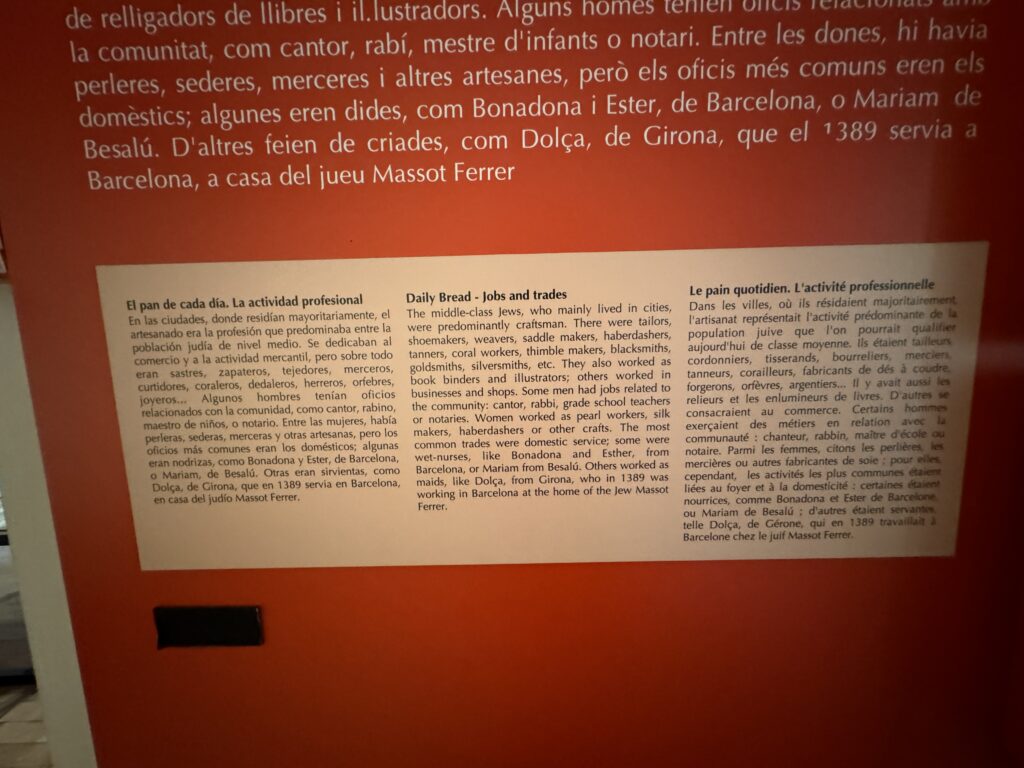 de relligadors de llibres i il.lustradors. Alguns homes tenien oficis relacionats amb
la comunitat, com cantor, rabí, mestre d'infants o notari. Entre les dones, hi havia
perleres, sederes, merceres i altres artesanes, però els oficis més comuns eren els
domèstics; algunes eren dides, com Bonadona i Ester, de Barcelona, o Mariam de
Besalú. D'altres feien de criades, com Dolça, de Girona, que el 1389 servia a
Barcelona, a casa del jueu Massot Ferrer
El pan de cada día. La actividad profesional
En las ciudades, donde residían mayoritariamente, el
artesanado era la profesión que predominaba entre la
población judía de nivel medio. Se dedicaban al
comercio y a la actividad mercantil, pero sobre todo
eran sastres, zapateros, tejedores, merceros,
curtidores, coraleros, dedaleros, herreros, orfebres,
joyeros... Algunos hombres tenían oficios
relacionados con la comunidad, como cantor, rabino,
maestro de niños, o notario. Entre las mujeres, había
perleras, sederas, merceras y otras artesanas, pero los
oficios más comunes eran los domésticos; algunas
eran nodrizas, como Bonadona y Ester, de Barcelona,
o Mariam, de Besalú. Otras eran sirvientas, como
Dolça, de Girona, que en 1389 servia en Barcelona,
en casa del judío Massot Ferrer.
Daily Bread - Jobs and trades
The middle-class Jews, who mainly lived in cities,
were predominantly craftsman. There were tailors,
shoemakers, weavers, saddle makers, haberdashers,
tanners, coral workers, thimble makers, blacksmiths,
goldsmiths, silversmiths, etc. They also worked as
book binders and illustrators; others worked in
businesses and shops. Some men had jobs related to
the community: cantor, rabbi, grade school teachers
or notaries. Women worked as pearl workers, silk
makers, haberdashers or other crafts. The most
common trades were domestic service; some were
wet-nurses, like Bonadona and Esther, from
Barcelona, or Mariam from Besalú. Others worked as
maids, like Dolça, from Girona, who in 1389 was
working in Barcelona at the home of the Jew Massot
Ferrer.
Le pain quotidien. L'activité professionnelle
Dans les villes, où ils résidaient majoritairement,
l'artisanat représentait l'activité prédominante de la
population juive que l'on pourrait qualifier
aujourd'hui de classe moyenne. Ils étaient tailleurs,
cordonniers, tisserands, bourreliers, merciers,
tanneurs, corailleurs, fabricants de dés à coudre,
forgerons, orfèvres, argentiers... Il y avait aussi les
relieurs et les enlumineurs de livres. D'autres se
consacraient au commerce. Certains hommes
exerçaient des métiers en relation avec la
communauté : chanteur, rabbin, maître d'école ou
notaire. Parmi les femmes, citons les perlières, les
mercières ou autres fabricantes de soie ; pour elles,
cependant, les activités les plus communes étaient
liées au foyer et à la domesticité : certaines étaient
nourrices, comme Bonadona et Ester de Barcelone,
ou Mariam de Besalú ; d'autres étaient servantes,
telle Dolça, de Gérone, qui en 1389 travaillait à
Barcelone chez le juif Massot Ferrer.